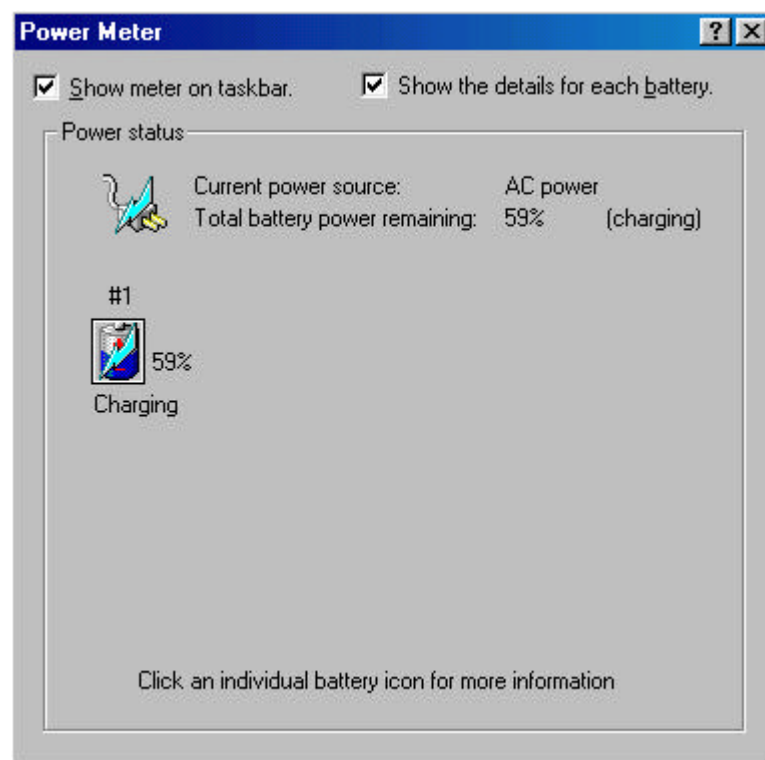 Power Meter
Show meter on taskbar. Show the details for each battery.
Power status
Current power source: AC power
Total battery power remaining: 59% (charging)
#1
59%
Charging
Click an individual battery icon for more information